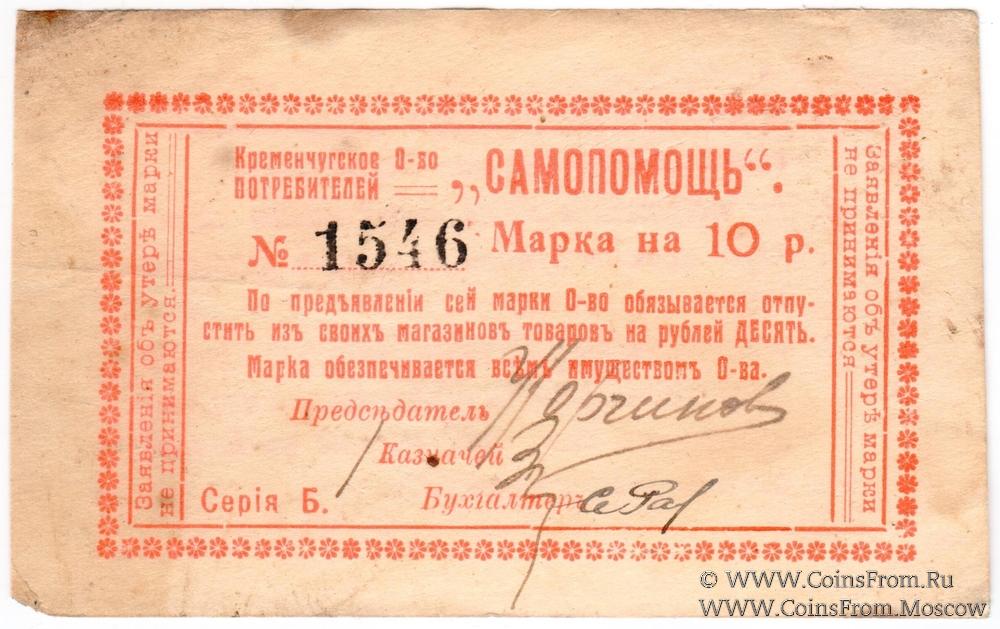 Кременчугское О-во
ПОТРЕБИТЕЛЕЙ
„САМОПОМОЩЬ“.
№ 1546 Марка на 10 р.
По предъявленіи сей марки О-во обязывается отпу-
стить изъ своихъ магазиновъ товаровъ на рублей ДЕСЯТЬ.
Марка обезпечивается всѣмъ имуществомъ О-ва.
Предсѣдатель
Казначей
Серія Б. Бухгалтеръ
Заявленія объ утерѣ марки
не принимаются.
Заявленія объ утерѣ марки
не принимаются
© WWW.CoinsFrom.Ru
WWW.CoinsFrom.Moscow